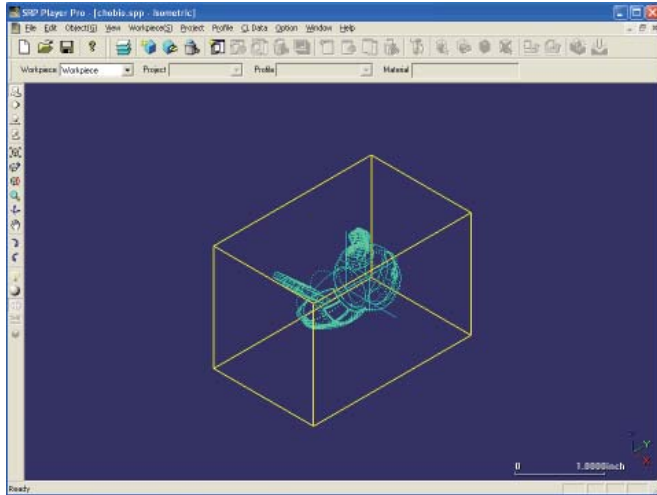 SRP Player Pro - [chobis.spp - Isometric]
File Edit Object(G) View Workpiece(S) Project Profile CL Data Option Window Help
Workpiece Workpiece Project Profile Material
0 1.0000inch
Y
X
Ready